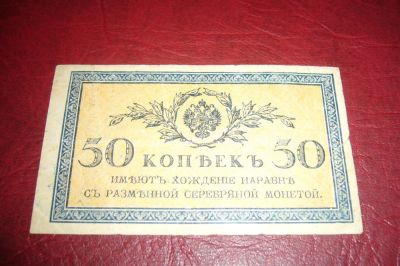 50 КОПѢЕКЪ 50
ИМѢЮТЪ ХОЖДЕНІЕ НАРАВНѢ
СЪ РАЗМѢННОЙ СЕРЕБРЯНОЙ МОНЕТОЙ.